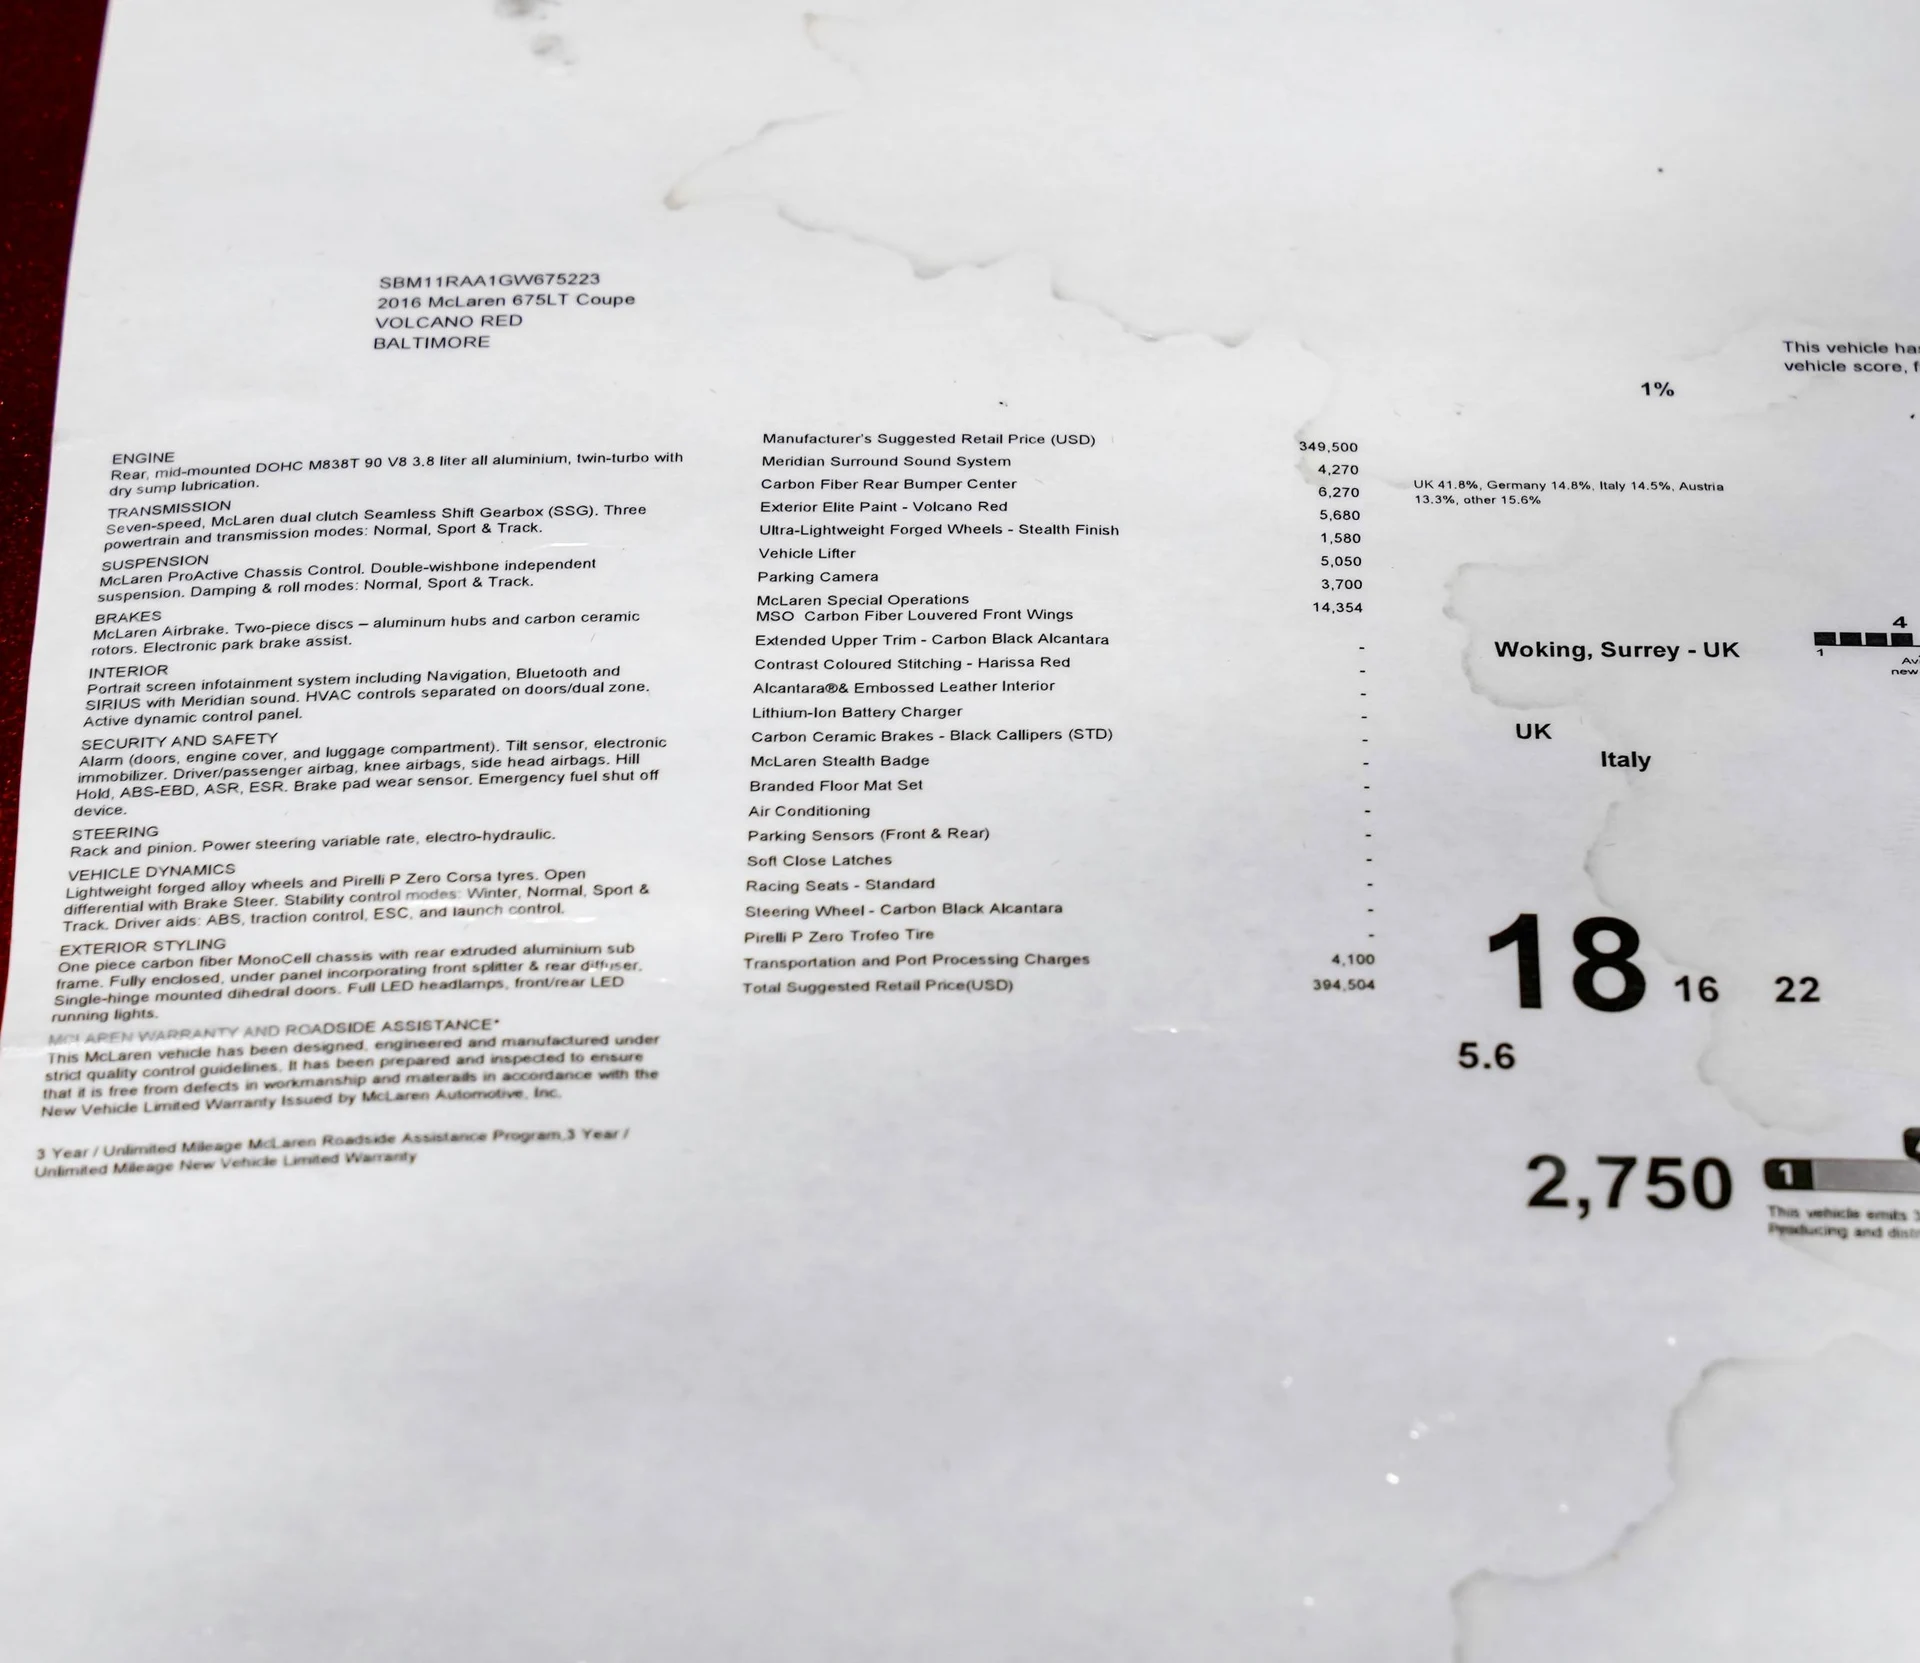 SBM11RAA1GW675223
2016 McLaren 675LT Coupe
VOLCANO RED
BALTIMORE
ENGINE
Rear, mid-mounted DOHC M838T 90 V8 3.8 liter all aluminium, twin-turbo with
dry sump lubrication.
TRANSMISSION
Seven-speed, McLaren dual clutch Seamless Shift Gearbox (SSG). Three
powertrain and transmission modes: Normal, Sport & Track.
SUSPENSION
McLaren ProActive Chassis Control. Double-wishbone independent
suspension. Damping & roll modes: Normal, Sport & Track.
BRAKES
McLaren Airbrake. Two-piece discs – aluminum hubs and carbon ceramic
rotors. Electronic park brake assist.
INTERIOR
Portrait screen infotainment system including Navigation, Bluetooth and
SIRIUS with Meridian sound. HVAC controls separated on doors/dual zone.
Active dynamic control panel.
SECURITY AND SAFETY
Alarm (doors, engine cover, and luggage compartment). Tilt sensor, electronic
immobilizer. Driver/passenger airbag, knee airbags, side head airbags. Hill
Hold, ABS-EBD, ASR, ESR. Brake pad wear sensor. Emergency fuel shut off
device.
STEERING
Rack and pinion. Power steering variable rate, electro-hydraulic.
VEHICLE DYNAMICS
Lightweight forged alloy wheels and Pirelli P Zero Corsa tyres. Open
differential with Brake Steer. Stability control modes: Winter, Normal, Sport &
Track. Driver aids: ABS, traction control, ESC, and launch control.
EXTERIOR STYLING
One piece carbon fiber MonoCell chassis with rear extruded aluminium sub
frame. Fully enclosed, under panel incorporating front splitter & rear diffuser.
Single-hinge mounted dihedral doors. Full LED headlamps, front/rear LED
running lights.
MCLAREN WARRANTY AND ROADSIDE ASSISTANCE*
This McLaren vehicle has been designed, engineered and manufactured under
strict quality control guidelines. It has been prepared and inspected to ensure
that it is free from defects in workmanship and materails in accordance with the
New Vehicle Limited Warranty Issued by McLaren Automotive, Inc.
3 Year / Unlimited Mileage McLaren Roadside Assistance Program,3 Year /
Unlimited Mileage New Vehicle Limited Warranty
Manufacturer's Suggested Retail Price (USD) 349,500
Meridian Surround Sound System 4,270
Carbon Fiber Rear Bumper Center 6,270
Exterior Elite Paint - Volcano Red 5,680
Ultra-Lightweight Forged Wheels - Stealth Finish 1,580
Vehicle Lifter 5,050
Parking Camera 3,700
McLaren Special Operations 14,354
MSO Carbon Fiber Louvered Front Wings
Extended Upper Trim - Carbon Black Alcantara -
Contrast Coloured Stitching - Harissa Red -
Alcantara®& Embossed Leather Interior -
Lithium-Ion Battery Charger -
Carbon Ceramic Brakes - Black Callipers (STD) -
McLaren Stealth Badge -
Branded Floor Mat Set -
Air Conditioning -
Parking Sensors (Front & Rear) -
Soft Close Latches -
Racing Seats - Standard -
Steering Wheel - Carbon Black Alcantara -
Pirelli P Zero Trofeo Tire -
Transportation and Port Processing Charges 4,100
Total Suggested Retail Price(USD) 394,504
This vehicle has
vehicle score, f
1%
UK 41.8%, Germany 14.8%, Italy 14.5%, Austria
13.3%, other 15.6%
Woking, Surrey - UK
4
1
Av
new
UK
Italy
18 16 22
5.6
2,750
1
This vehicle emits 3
Producing and distr